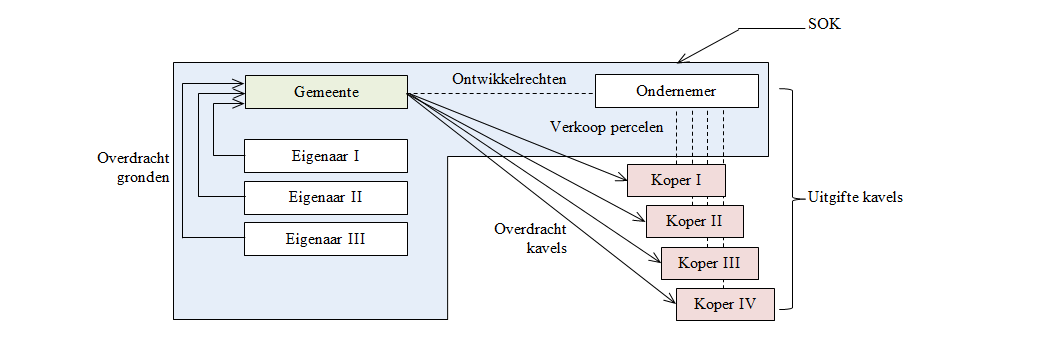 SOK
Ontwikkelrechten
Gemeente
Ondernemer
Verkoop percelen
Overdracht
gronden
Eigenaar I
Eigenaar II
Eigenaar III
Koper I
Koper II
Koper III
Koper IV
Overdracht
kavels
Uitgifte kavels